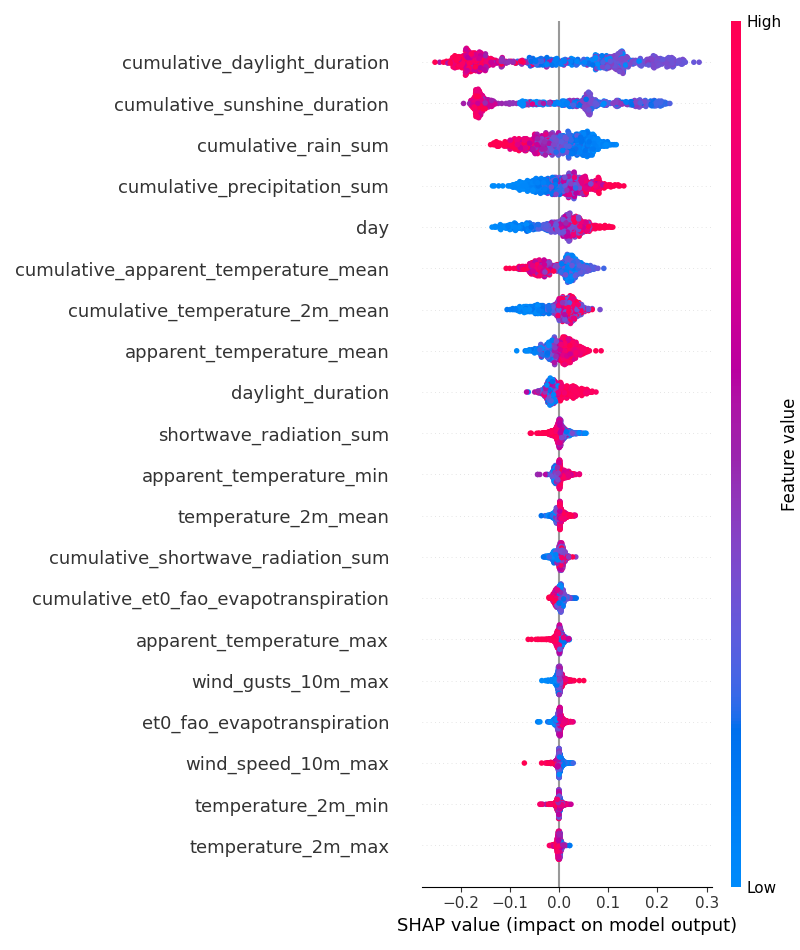 High
cumulative_daylight_duration
cumulative_sunshine_duration
cumulative_rain_sum
cumulative_precipitation_sum
day
cumulative_apparent_temperature_mean
cumulative_temperature_2m_mean
apparent_temperature_mean
daylight_duration
shortwave_radiation_sum
apparent_temperature_min
temperature_2m_mean
cumulative_shortwave_radiation_sum
cumulative_et0_fao_evapotranspiration
apparent_temperature_max
wind_gusts_10m_max
et0_fao_evapotranspiration
wind_speed_10m_max
temperature_2m_min
temperature_2m_max
Feature value
Low
−0.2 −0.1 0.0 0.1 0.2 0.3
SHAP value (impact on model output)